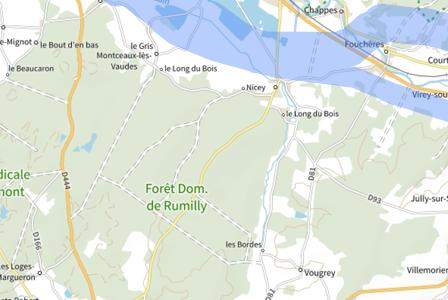 Chappes
-Mignot
le Bout d'en bas
le Gris
Montceaux-lès-
Vaudes
Fouchères
Court
le Beaucaron
le Long du Bois
Nicey
Virey-sou
le Long du Bois
dicale
mont
D444
Forêt Dom.
de Rumilly
D81
D93
Jully-sur-S
D166
les Bordes
Les Loges-
Margueron
D81
Vougrey
Villemorien